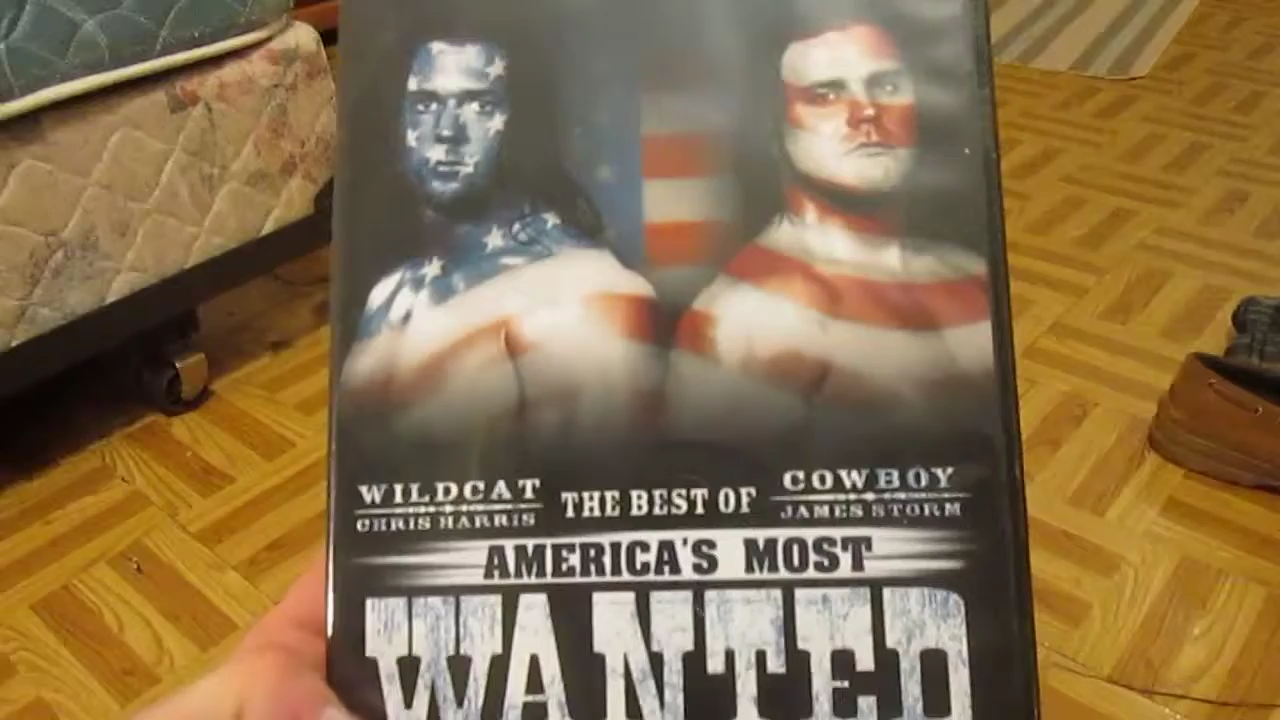 WILDCAT
CHRIS HARRIS
THE BEST OF
COWBOY
JAMES STORM
AMERICA'S MOST
WANTED